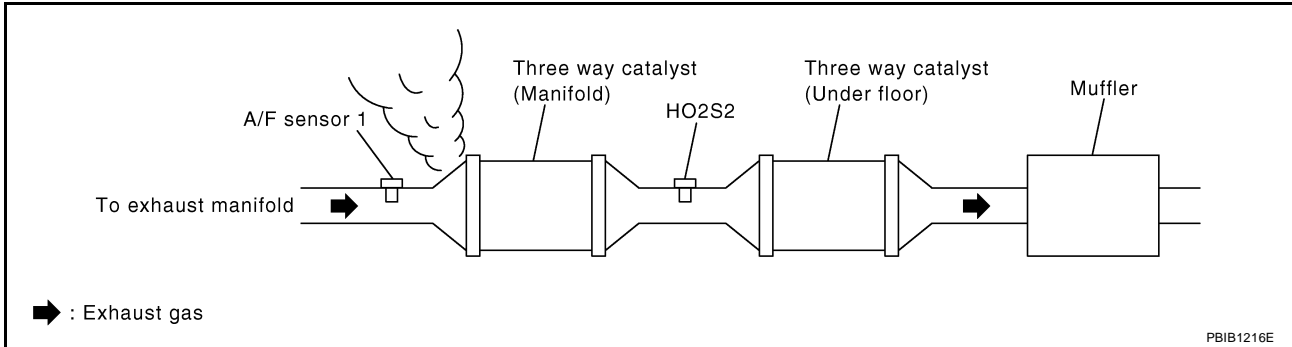 Three way catalyst
(Manifold)
Three way catalyst
(Under floor)
Muffler
A/F sensor 1
HO2S2
To exhaust manifold
: Exhaust gas
PBIB1216E